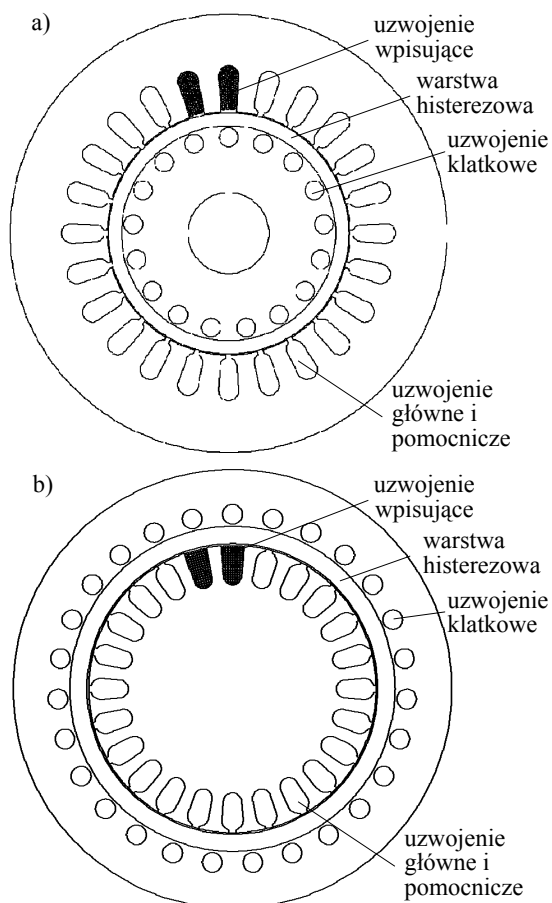 a)
uzwojenie
wpisujące
warstwa
histerezowa
uzwojenie
klatkowe
uzwojenie
główne i
pomocnicze
b)
uzwojenie
wpisujące
warstwa
histerezowa
uzwojenie
klatkowe
uzwojenie
główne i
pomocnicze